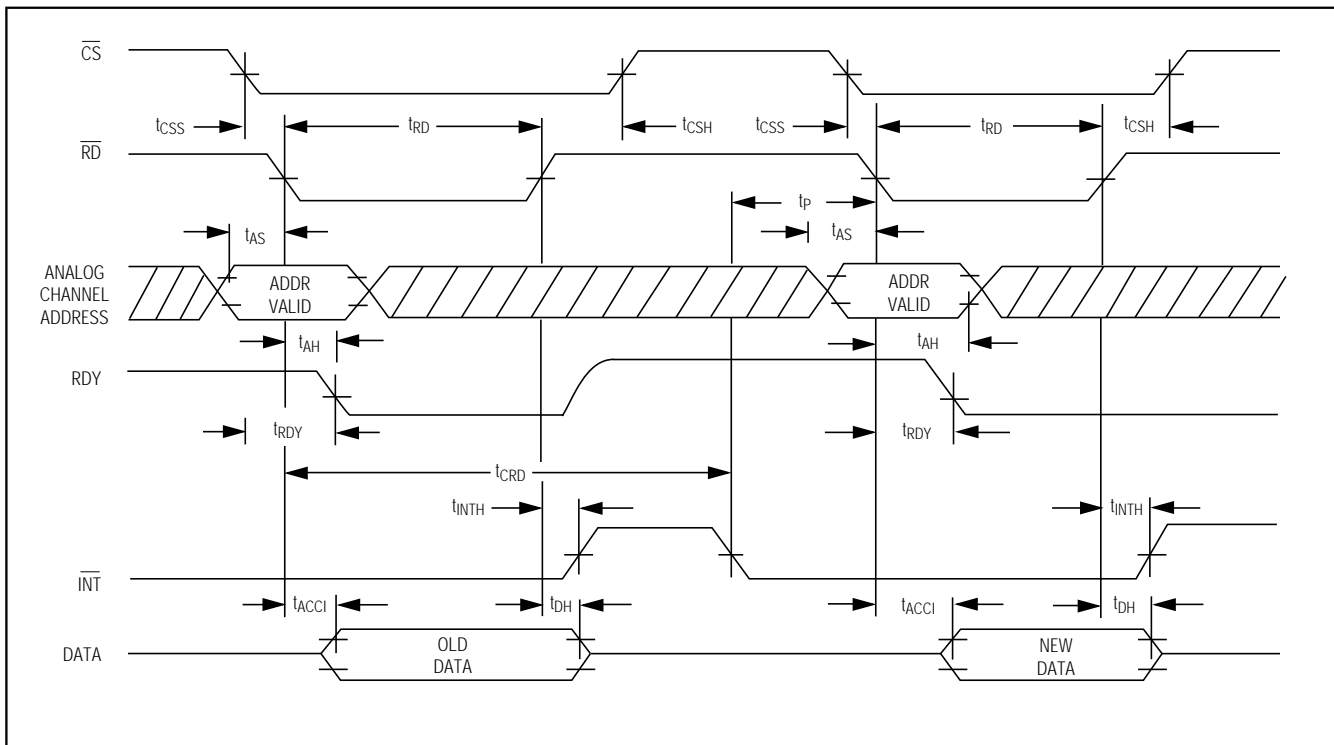 CS
tCSS
tRD
tCSH
tCSS
tRD
tCSH
RD
tP
tAS
tAS
ANALOG
CHANNEL
ADDRESS
ADDR
VALID
ADDR
VALID
tAH
tAH
RDY
tRDY
tRDY
tCRD
tINTH
tINTH
INT
tACCI
tDH
tACCI
tDH
DATA
OLD
DATA
NEW
DATA